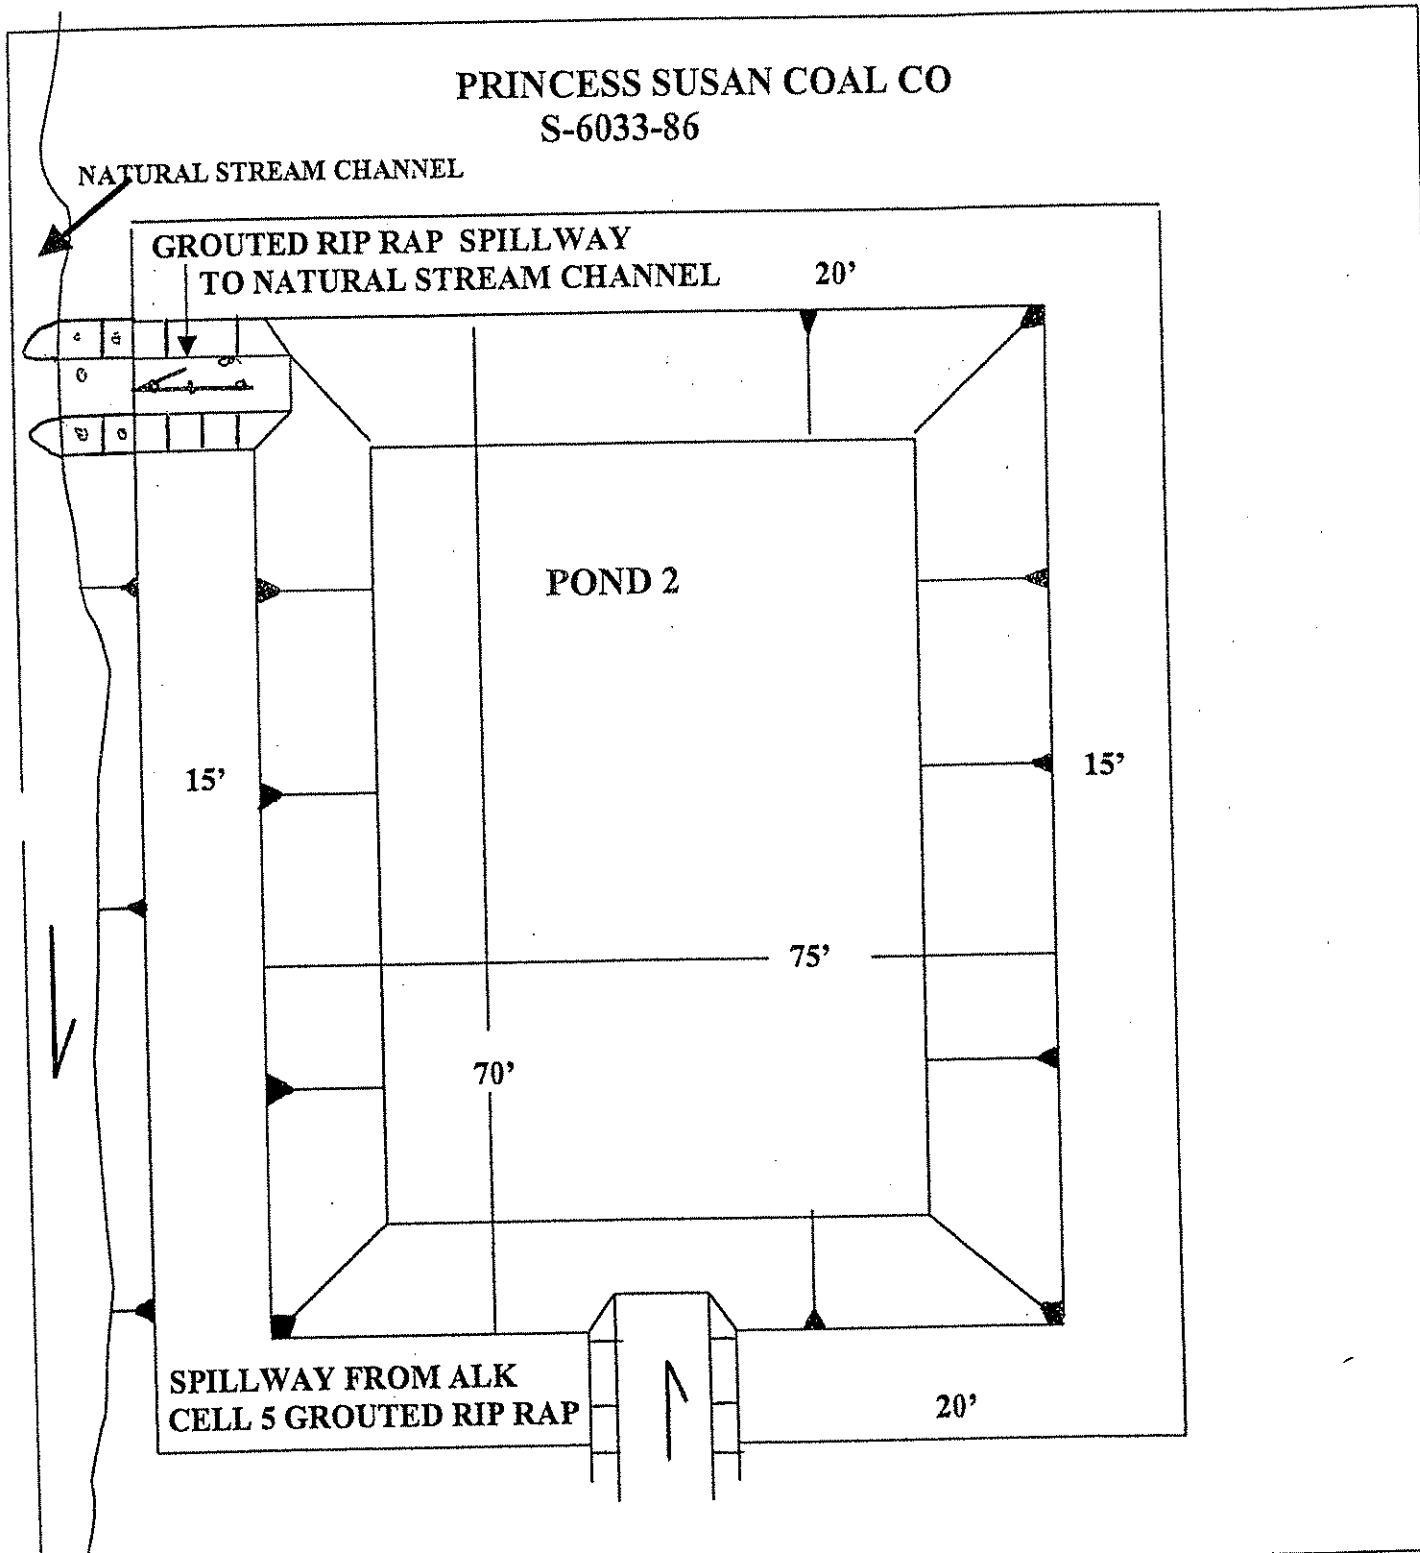 PRINCESS SUSAN COAL CO
S-6033-86
NATURAL STREAM CHANNEL
GROUTED RIP RAP SPILLWAY
TO NATURAL STREAM CHANNEL
20’
POND 2
15’
15’
75’
70’
SPILLWAY FROM ALK
CELL 5 GROUTED RIP RAP
20’